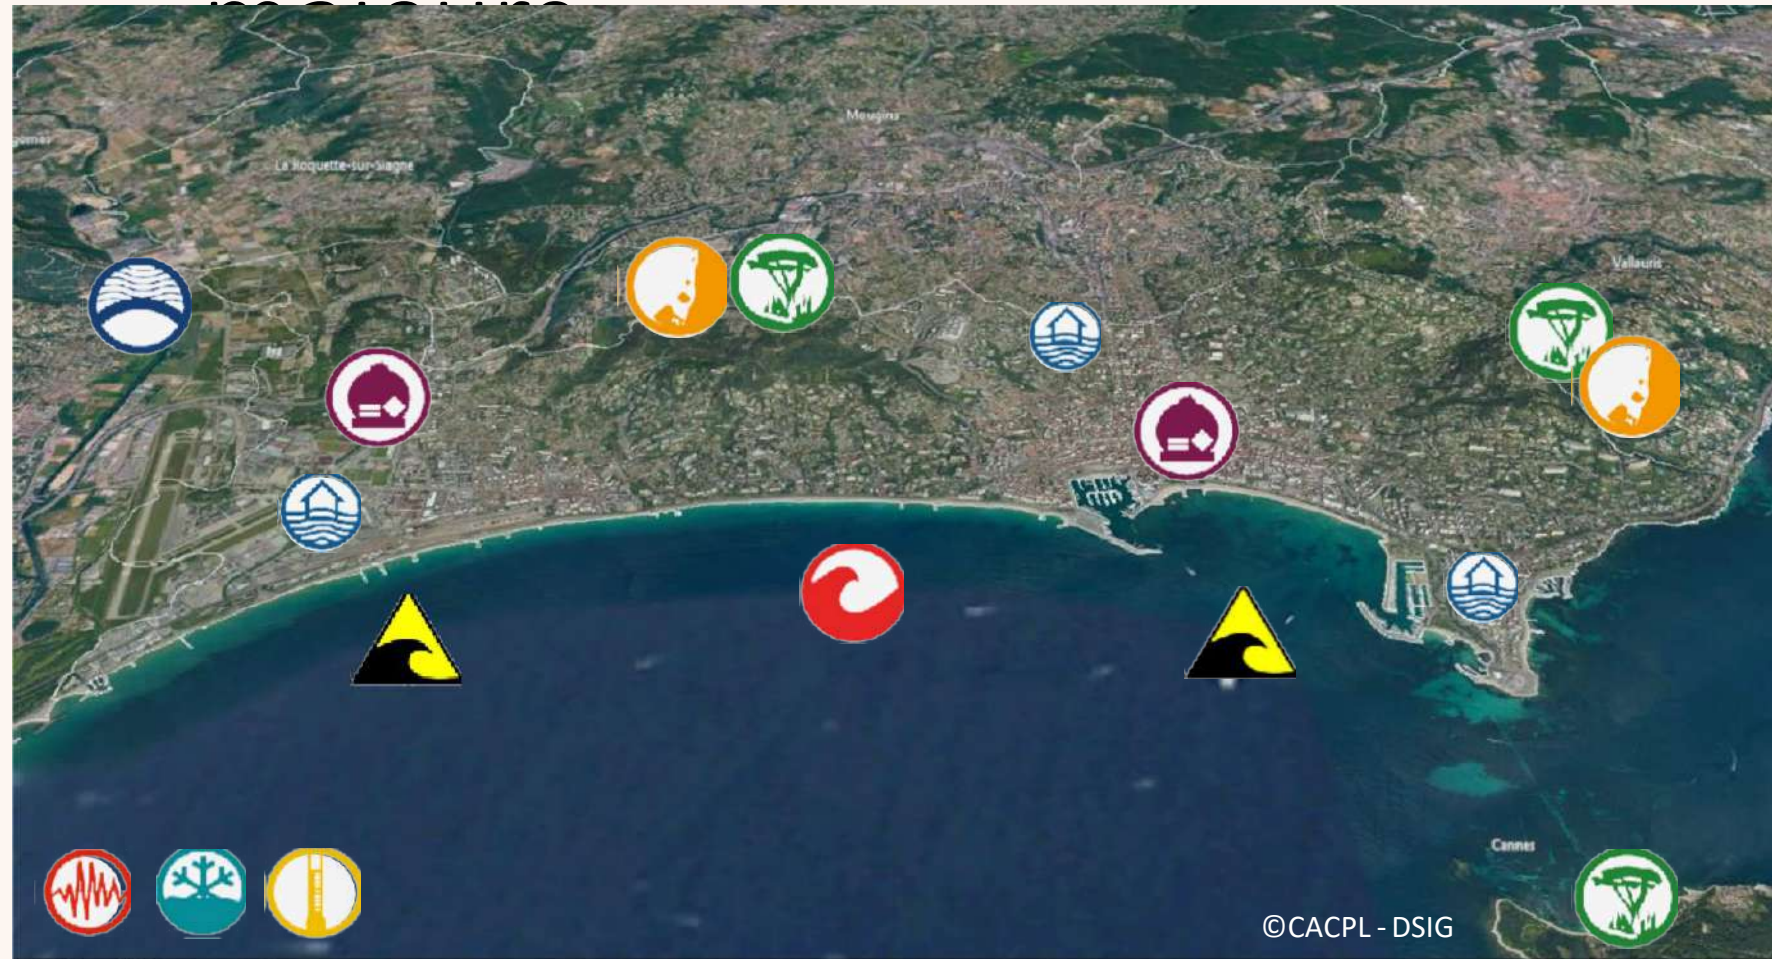 Mougins
La Roquette-sur-Siagne
Vallauris
Cannes
©CACPL - DSIG